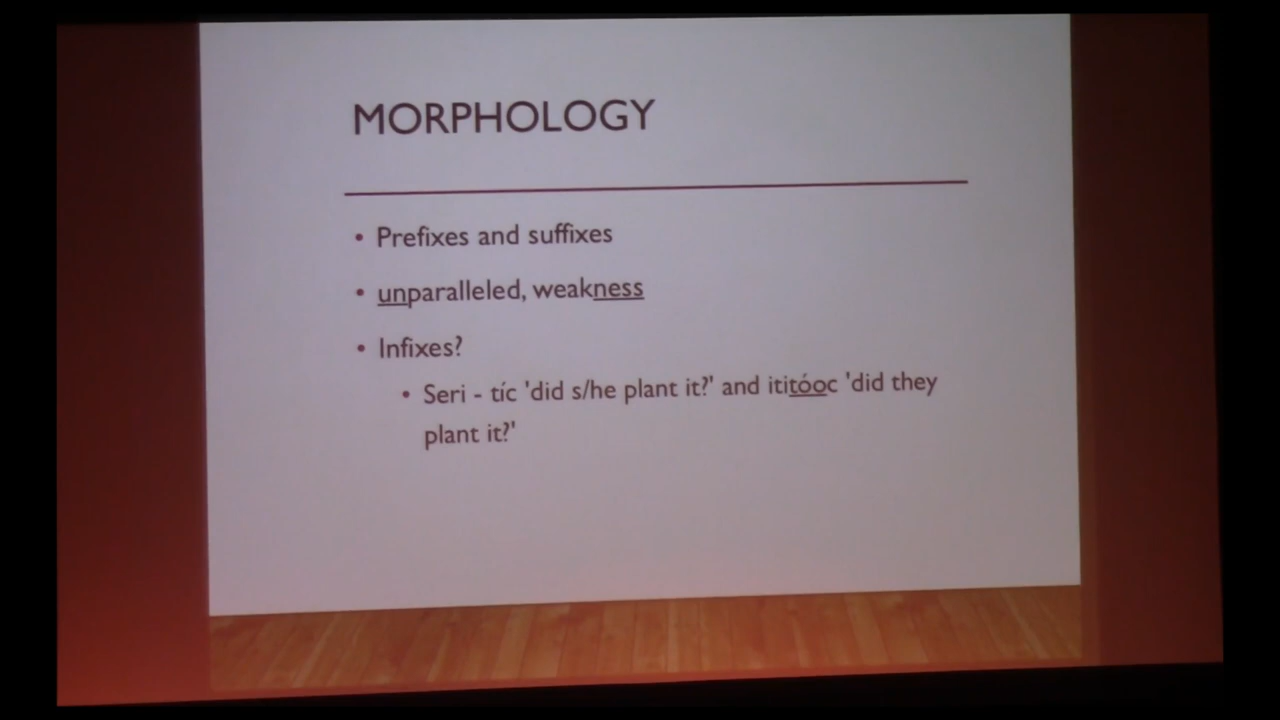 MORPHOLOGY
• Prefixes and suffixes
• unparalleled, weakness
• Infixes?
• Seri - tíc 'did s/he plant it?' and ititóoc 'did they
plant it?'